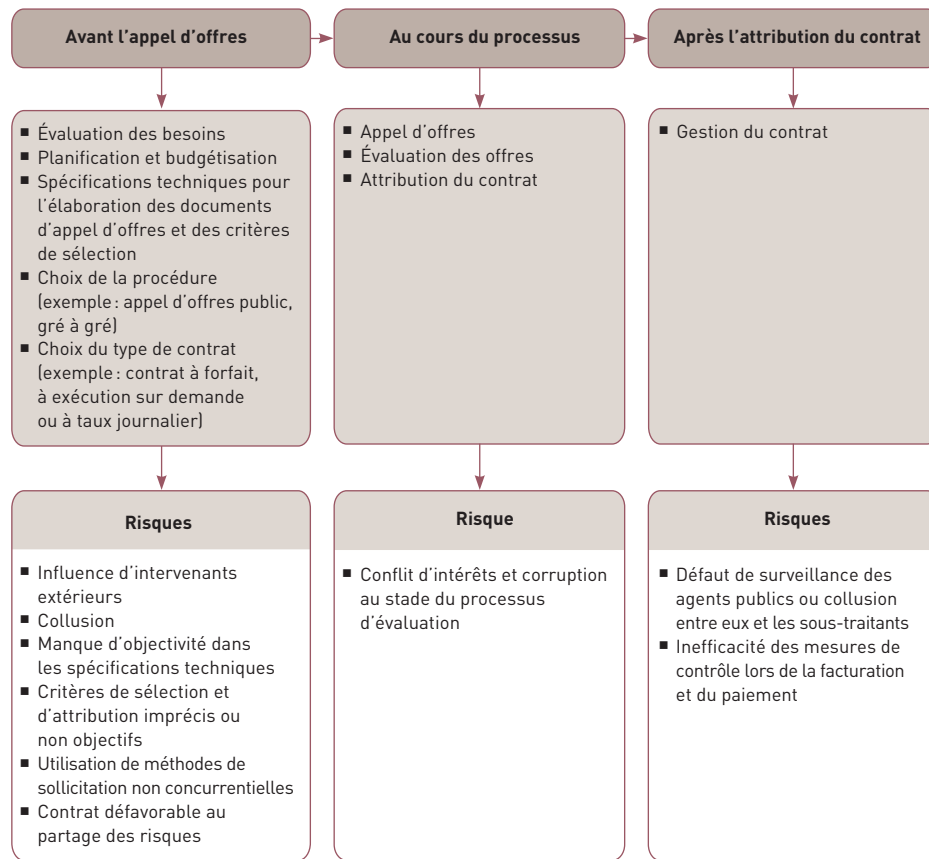 Avant l'appel d'offres
Au cours du processus
Après l'attribution du contrat
■ Évaluation des besoins
■ Planification et budgétisation
■ Spécifications techniques pour
l'élaboration des documents
d'appel d'offres et des critères
de sélection
■ Choix de la procédure
(exemple : appel d'offres public,
gré à gré)
■ Choix du type de contrat
(exemple : contrat à forfait,
à exécution sur demande
ou à taux journalier)
■ Appel d'offres
■ Évaluation des offres
■ Attribution du contrat
■ Gestion du contrat
Risques
■ Influence d'intervenants
extérieurs
■ Collusion
■ Manque d'objectivité dans
les spécifications techniques
■ Critères de sélection et
d'attribution imprécis ou
non objectifs
■ Utilisation de méthodes de
sollicitation non concurrentielles
■ Contrat défavorable au
partage des risques
Risque
■ Conflit d'intérêts et corruption
au stade du processus
d'évaluation
Risques
■ Défaut de surveillance des
agents publics ou collusion
entre eux et les sous-traitants
■ Inefficacité des mesures de
contrôle lors de la facturation
et du paiement